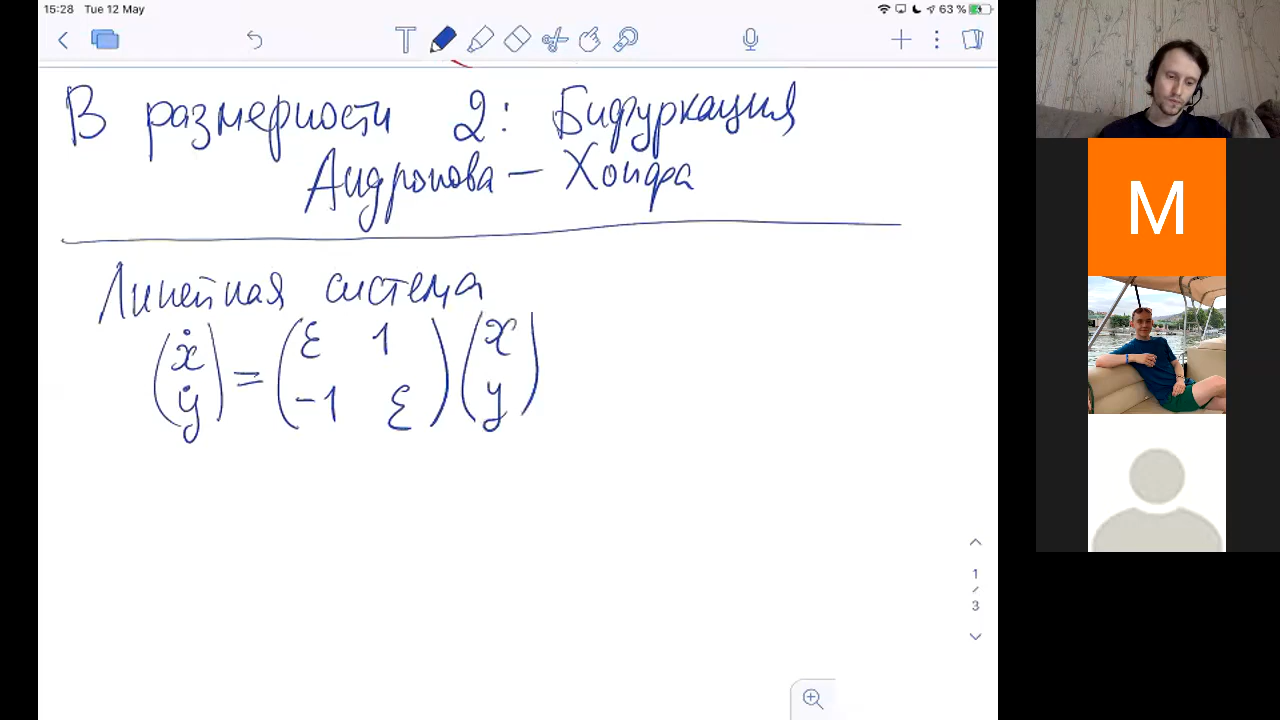 15:28 Tue 12 May 63 %
T
В размерности 2: Бифуркация
Андронова — Хопфа
Линейная система
(ẋ ẏ) = (ε 1 -1 ε) (x y)
1
/
3
M